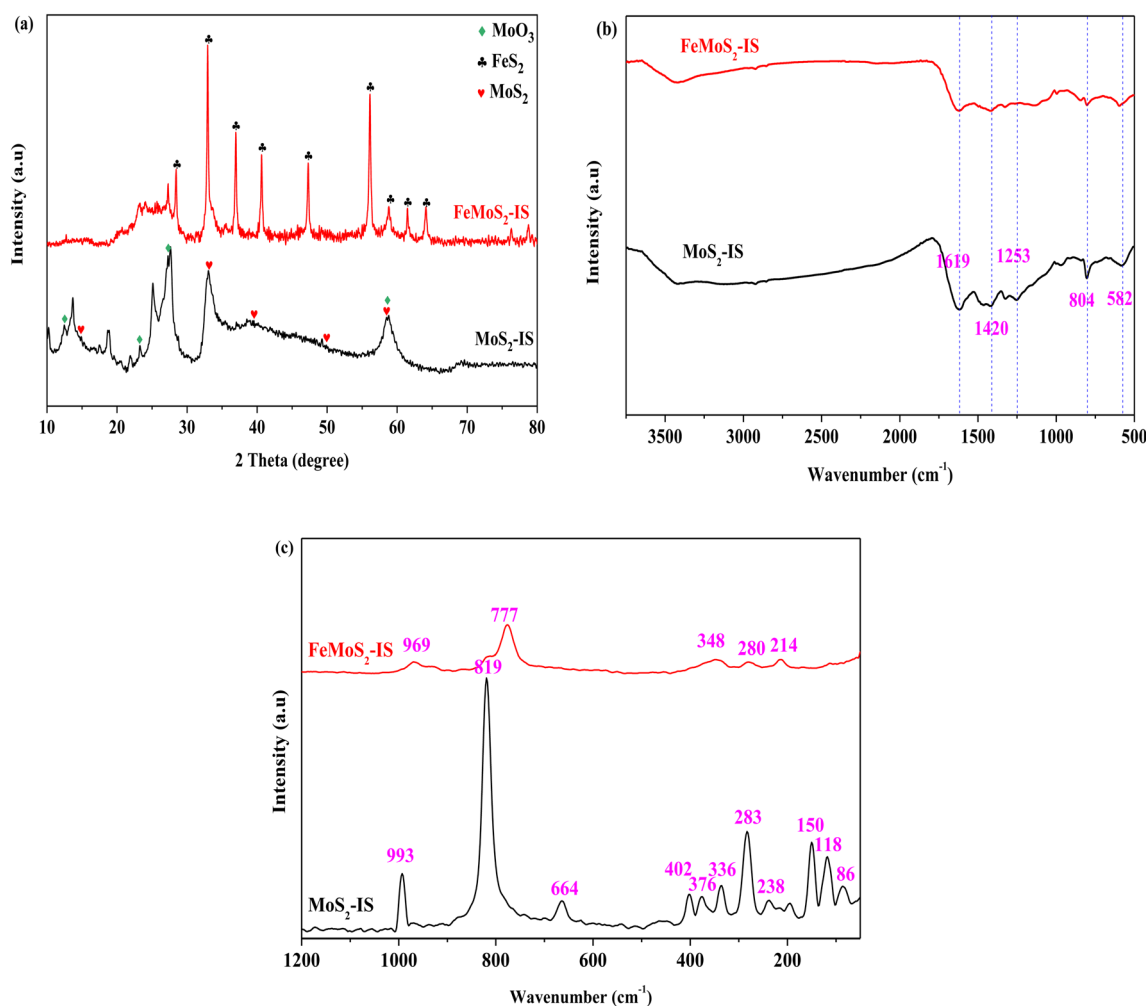 (a)
MoO₃
FeS₂
MoS₂
FeMoS₂-IS
MoS₂-IS
Intensity (a.u)
10 20 30 40 50 60 70 80
2 Theta (degree)
(b)
FeMoS₂-IS
MoS₂-IS
1619
1253
1420
804
582
Intensity (a.u)
3500 3000 2500 2000 1500 1000 500
Wavenumber (cm⁻¹)
(c)
777
969
FeMoS₂-IS
348
280
214
819
993
664
402
376
336
283
238
150
118
86
MoS₂-IS
Intensity (a.u)
1200 1000 800 600 400 200
Wavenumber (cm⁻¹)